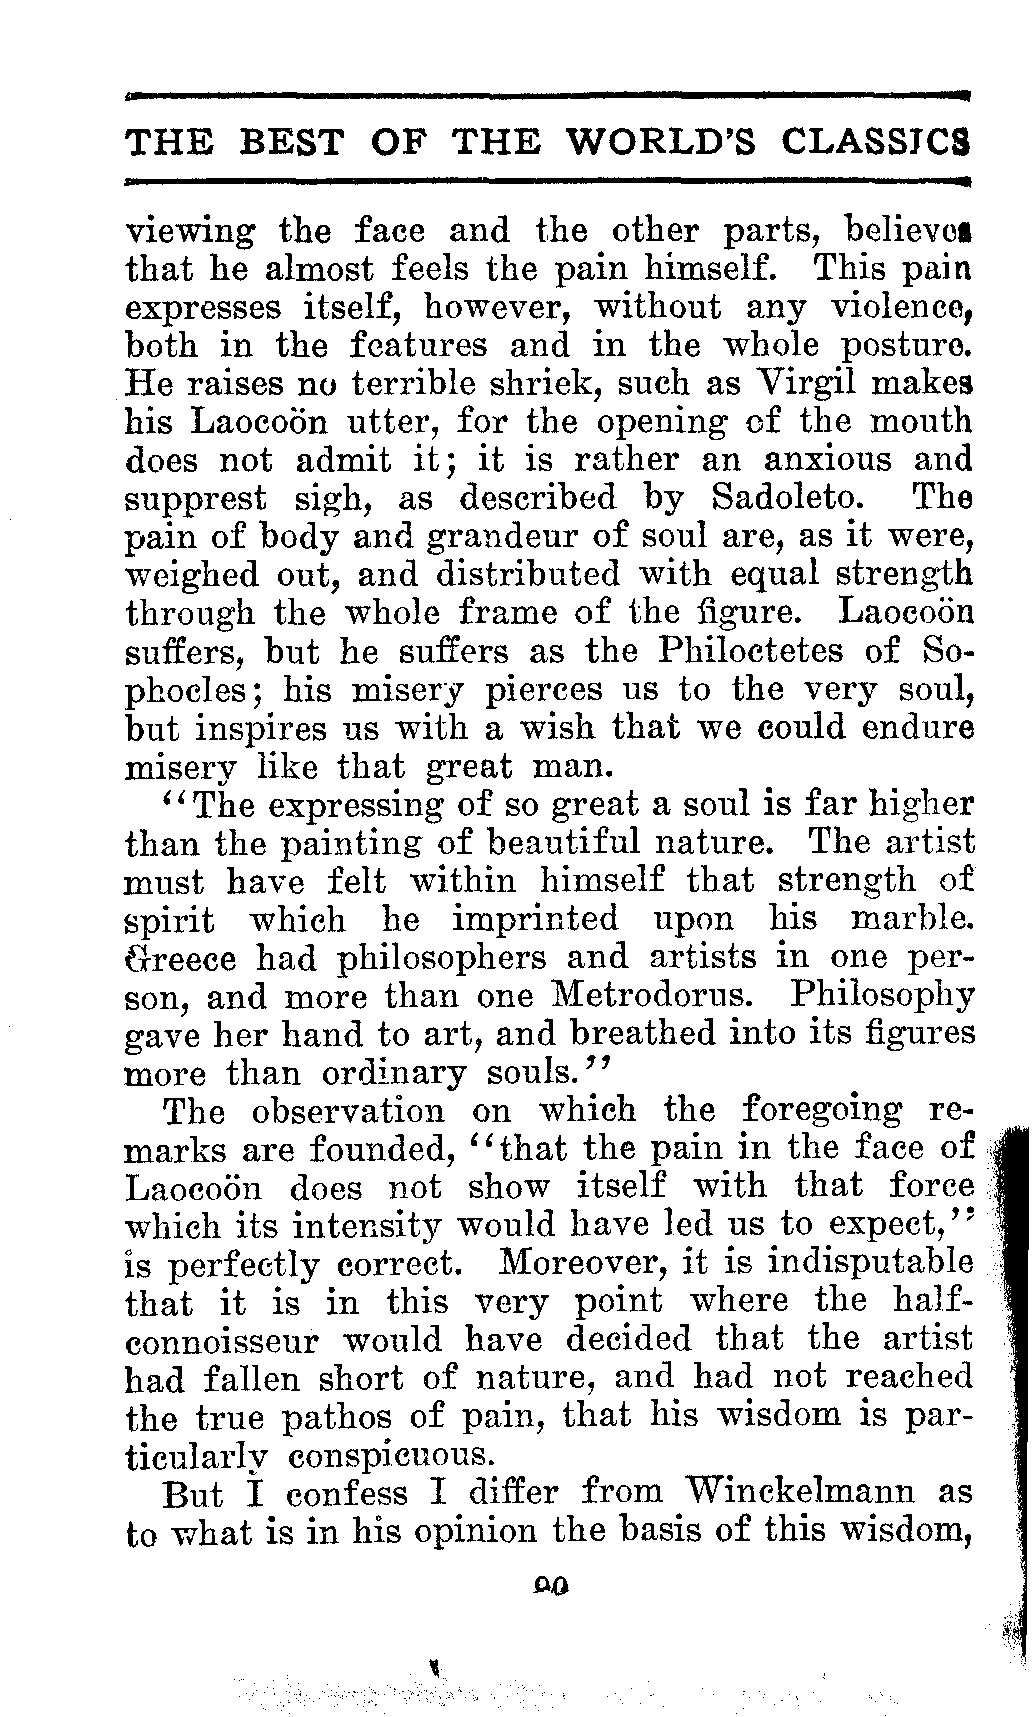 THE BEST OF THE WORLD'S CLASSICS
viewing the face and the other parts, believes
that he almost feels the pain himself. This pain
expresses itself, however, without any violence,
both in the features and in the whole posture.
He raises no terrible shriek, such as Virgil makes
his Laocoön utter, for the opening of the mouth
does not admit it; it is rather an anxious and
supprest sigh, as described by Sadoleto. The
pain of body and grandeur of soul are, as it were,
weighed out, and distributed with equal strength
through the whole frame of the figure. Laocoön
suffers, but he suffers as the Philoctetes of So-
phocles; his misery pierces us to the very soul,
but inspires us with a wish that we could endure
misery like that great man.
"The expressing of so great a soul is far higher
than the painting of beautiful nature. The artist
must have felt within himself that strength of
spirit which he imprinted upon his marble.
Greece had philosophers and artists in one per-
son, and more than one Metrodorus. Philosophy
gave her hand to art, and breathed into its figures
more than ordinary souls."
The observation on which the foregoing re-
marks are founded, "that the pain in the face of
Laocoön does not show itself with that force
which its intensity would have led us to expect,"
is perfectly correct. Moreover, it is indisputable
that it is in this very point where the half-
connoisseur would have decided that the artist
had fallen short of nature, and had not reached
the true pathos of pain, that his wisdom is par-
ticularly conspicuous.
But I confess I differ from Winckelmann as
to what is in his opinion the basis of this wisdom,